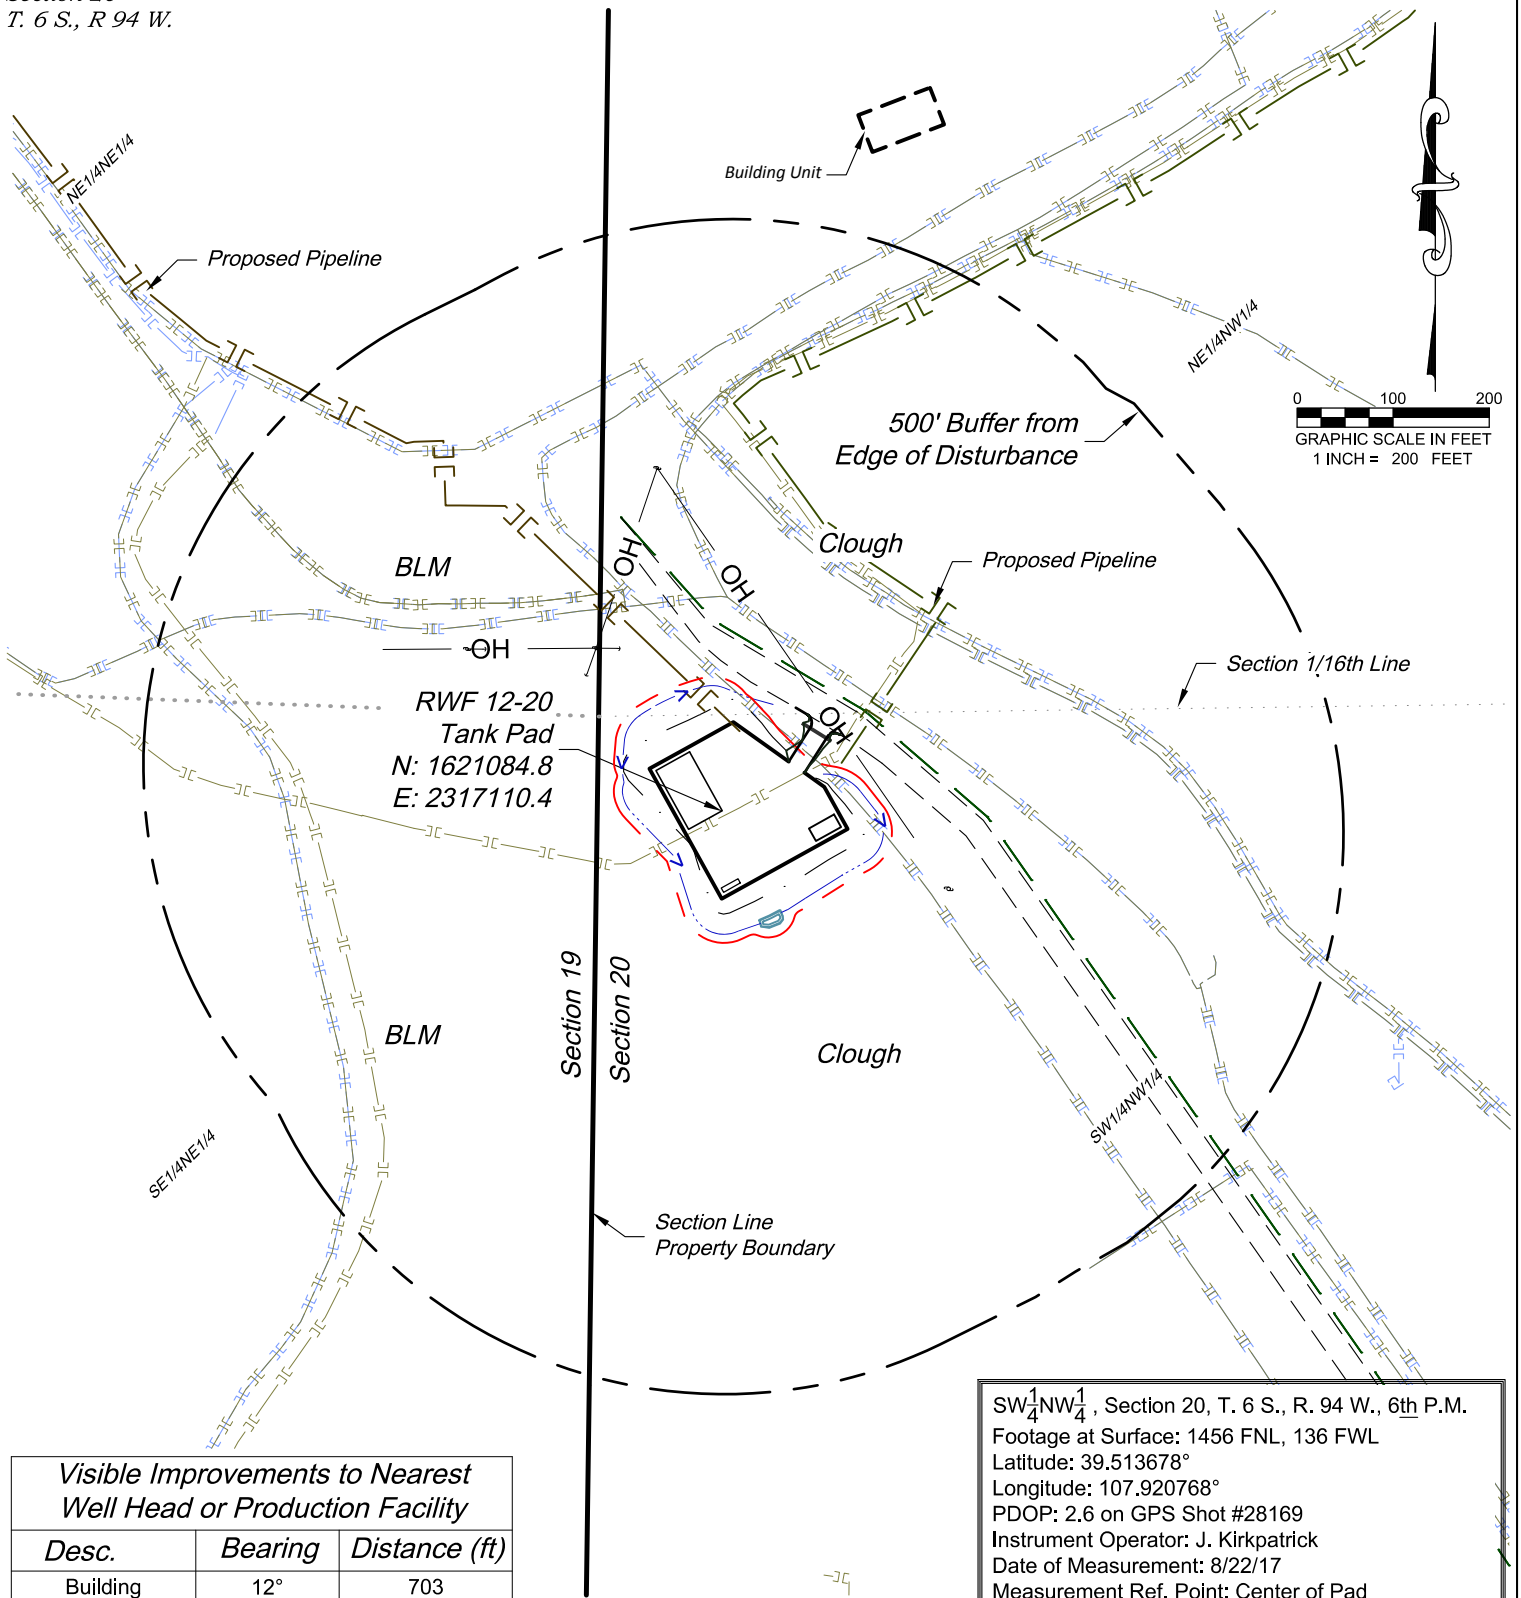 T. 6 S., R 94 W.
NE1/4NE1/4
Building Unit
Proposed Pipeline
NE1/4NW1/4
0 100 200
GRAPHIC SCALE IN FEET
1 INCH = 200 FEET
500' Buffer from
Edge of Disturbance
Clough
BLM
OH
OH
Proposed Pipeline
OH
Section 1/16th Line
RWF 12-20
Tank Pad
N: 1621084.8
E: 2317110.4
OH
Section 19
Section 20
BLM
Clough
SW1/4NW1/4
SE1/4NE1/4
Section Line
Property Boundary
Visible Improvements to Nearest
Well Head or Production Facility
Desc. Bearing Distance (ft)
Building 12° 703
SW1/4NW1/4, Section 20, T. 6 S., R. 94 W., 6th P.M.
Footage at Surface: 1456 FNL, 136 FWL
Latitude: 39.513678°
Longitude: 107.920768°
PDOP: 2.6 on GPS Shot #28169
Instrument Operator: J. Kirkpatrick
Date of Measurement: 8/22/17
Measurement Ref. Point: Center of Pad